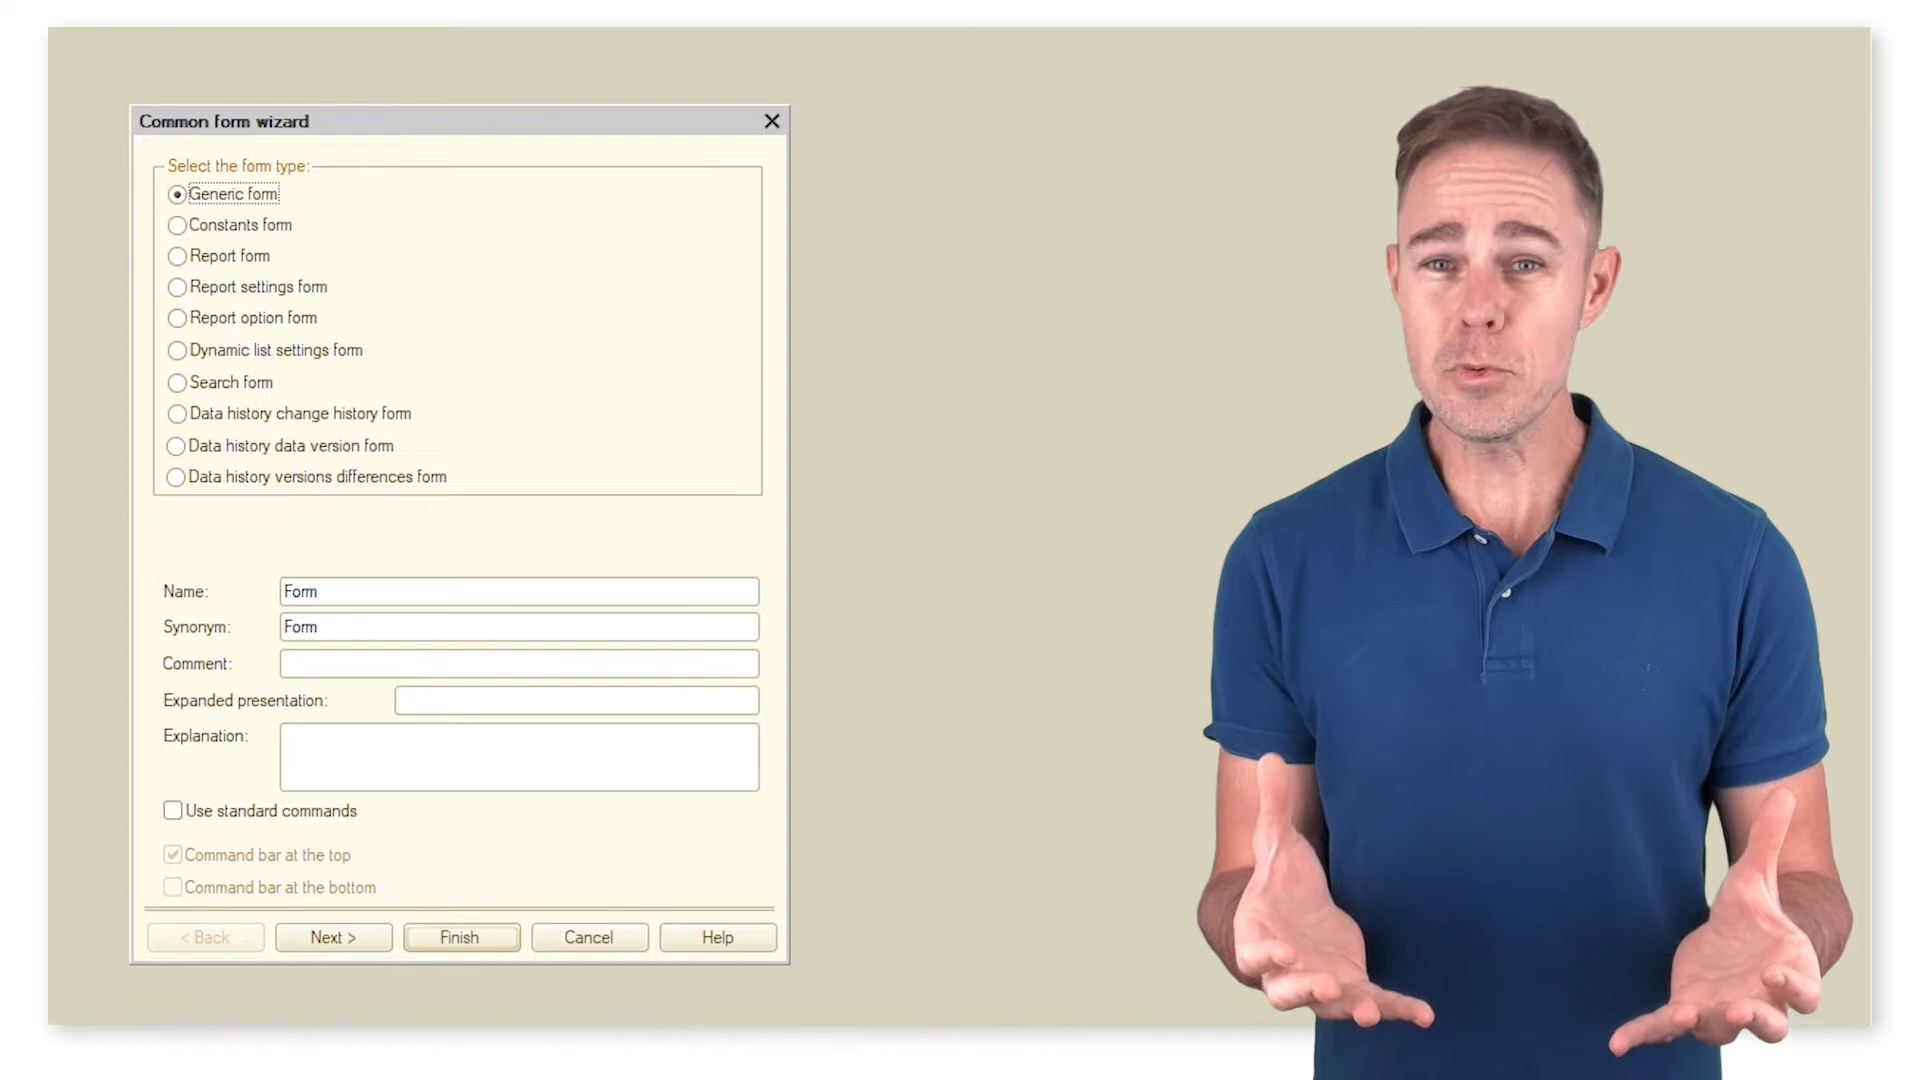 Common form wizard
Select the form type:
Generic form
Constants form
Report form
Report settings form
Report option form
Dynamic list settings form
Search form
Data history change history form
Data history data version form
Data history versions differences form
Name: Form
Synonym: Form
Comment:
Expanded presentation:
Explanation:
Use standard commands
Command bar at the top
Command bar at the bottom
< Back Next > Finish Cancel Help